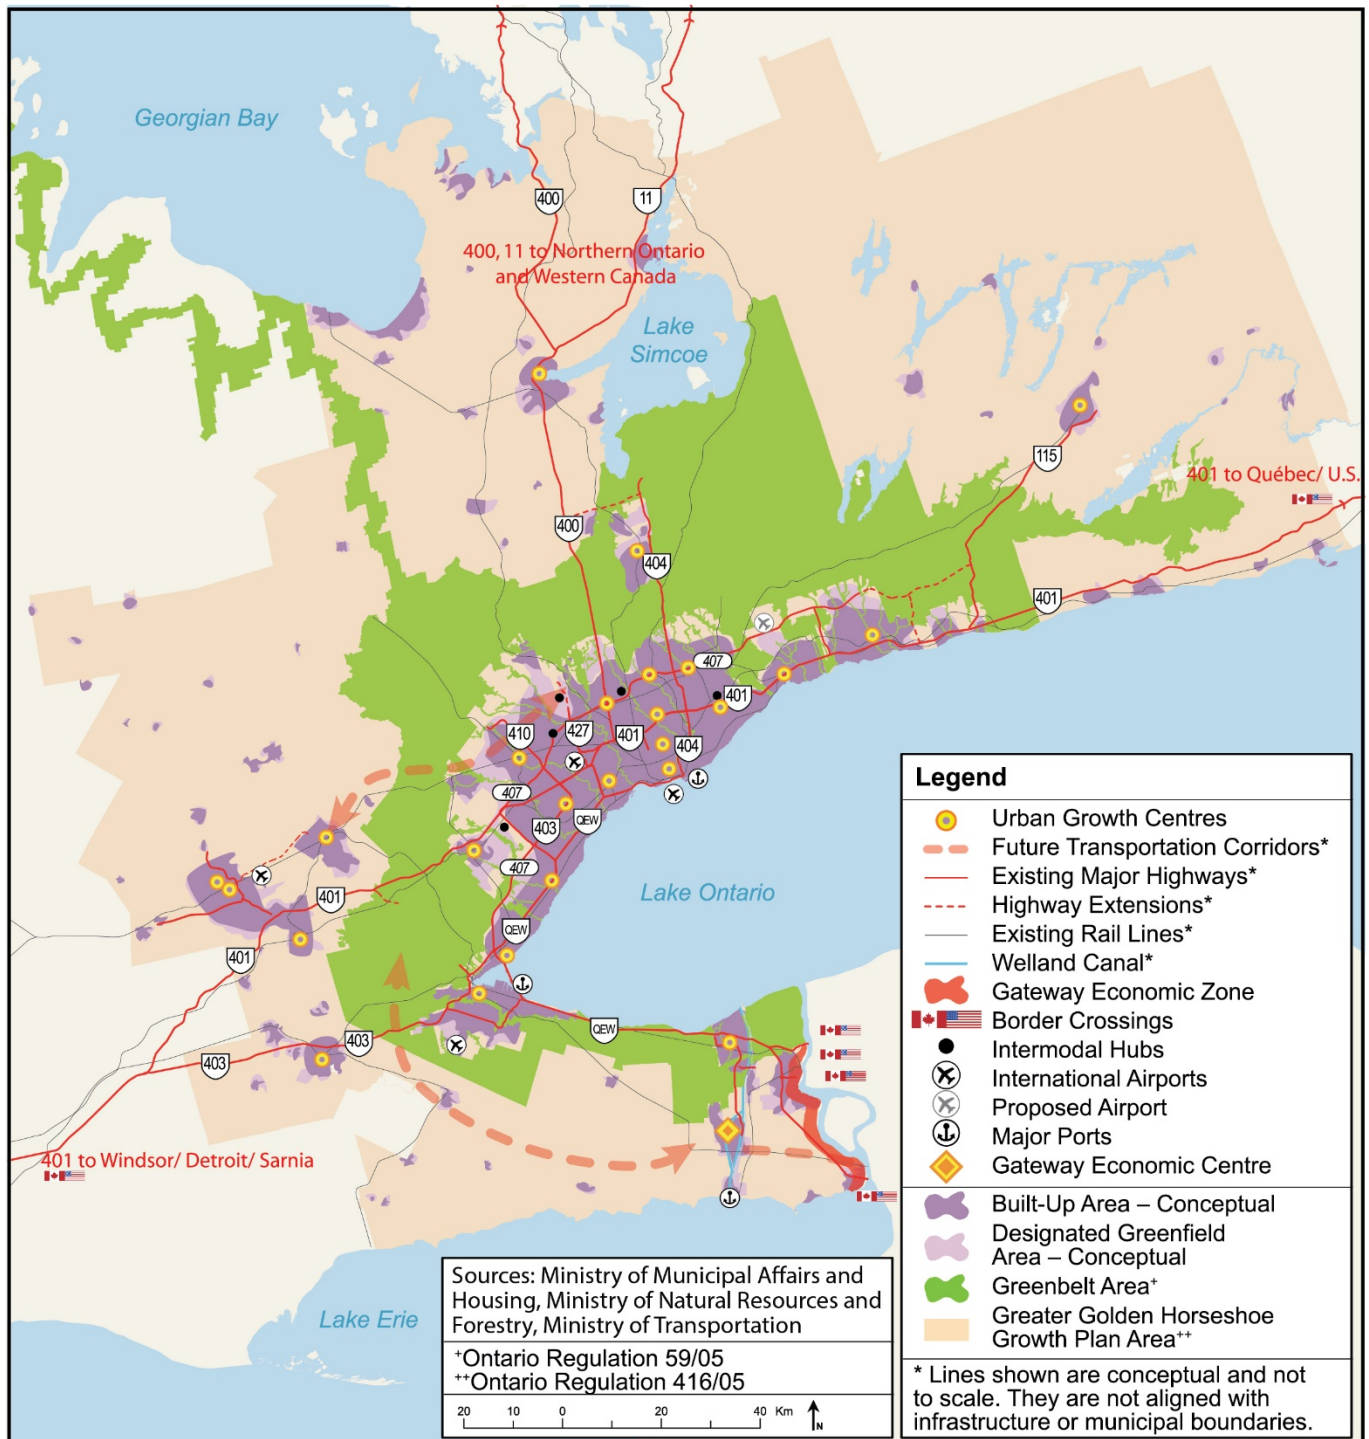 Georgian Bay
400
11
400, 11 to Northern Ontario
and Western Canada
Lake
Simcoe
115
401 to Québec/ U.S.
400
404
401
407
401
410
427
401
404
407
403
QEW
407
Lake Ontario
401
QEW
401
403
403
QEW
401 to Windsor/ Detroit/ Sarnia
Lake Erie
Sources: Ministry of Municipal Affairs and
Housing, Ministry of Natural Resources and
Forestry, Ministry of Transportation
+Ontario Regulation 59/05
++Ontario Regulation 416/05
20 10 0 20 40 Km
N
Legend
Urban Growth Centres
Future Transportation Corridors*
Existing Major Highways*
Highway Extensions*
Existing Rail Lines*
Welland Canal*
Gateway Economic Zone
Border Crossings
Intermodal Hubs
International Airports
Proposed Airport
Major Ports
Gateway Economic Centre
Built-Up Area – Conceptual
Designated Greenfield
Area – Conceptual
Greenbelt Area+
Greater Golden Horseshoe
Growth Plan Area++
* Lines shown are conceptual and not
to scale. They are not aligned with
infrastructure or municipal boundaries.